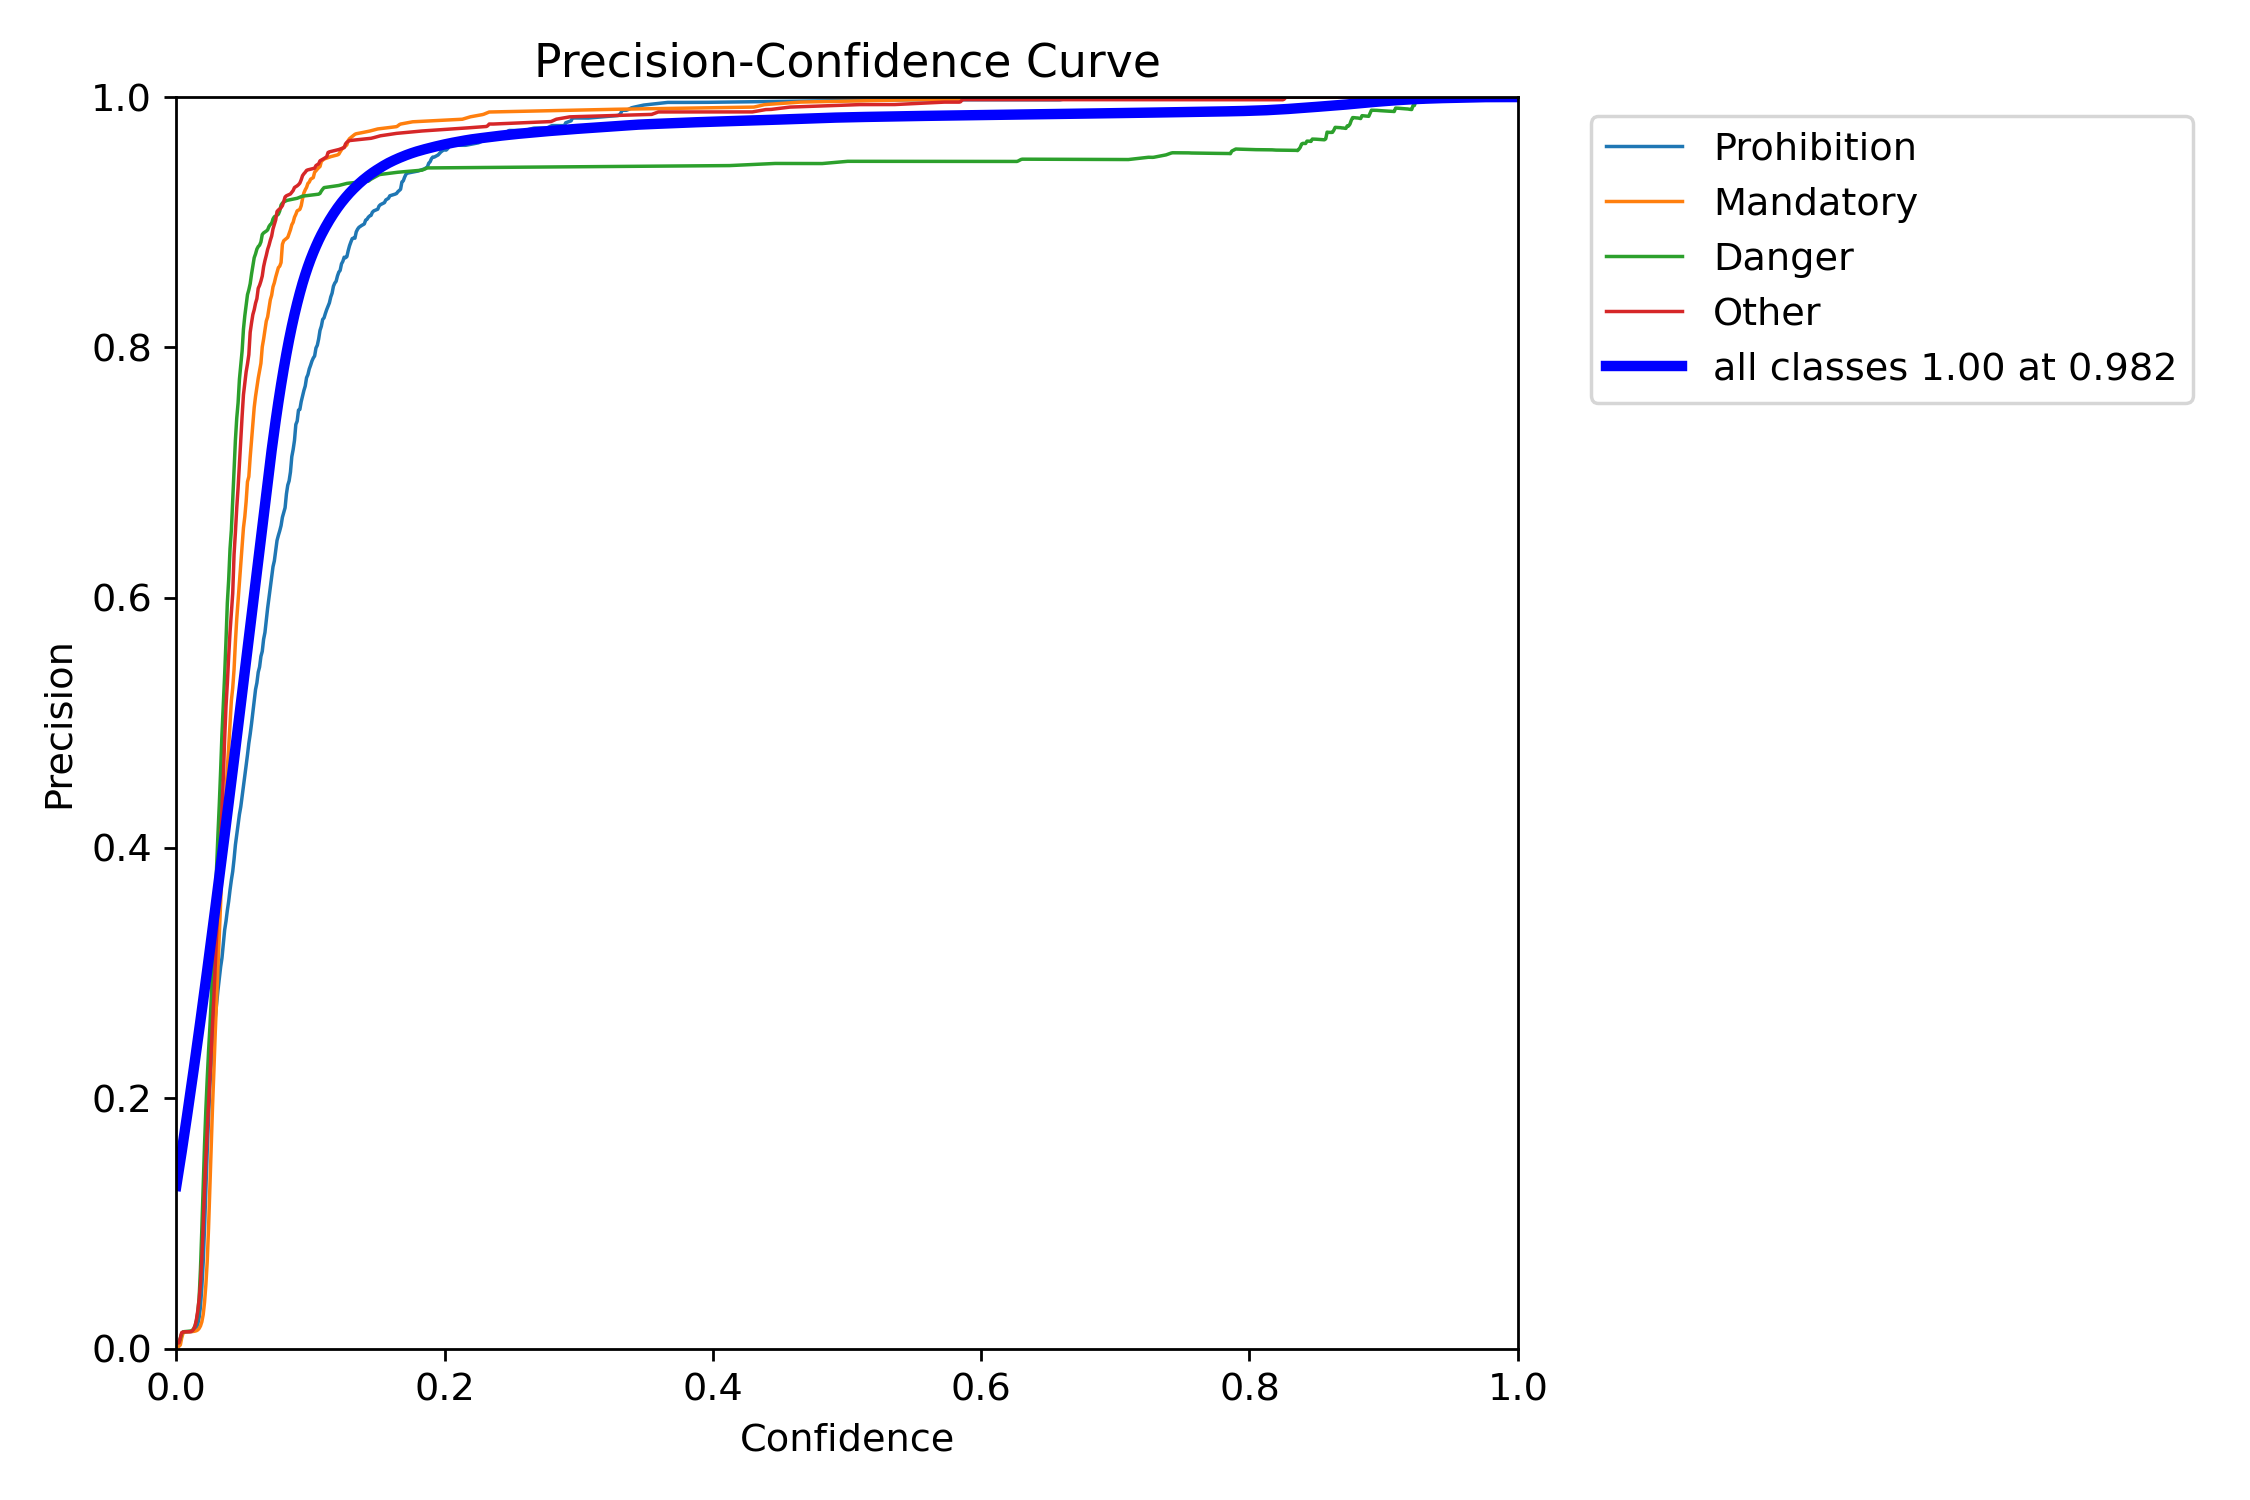 Precision-Confidence Curve
1.0
0.8
0.6
0.4
0.2
0.0
Precision
0.0 0.2 0.4 0.6 0.8 1.0
Confidence
Prohibition
Mandatory
Danger
Other
all classes 1.00 at 0.982